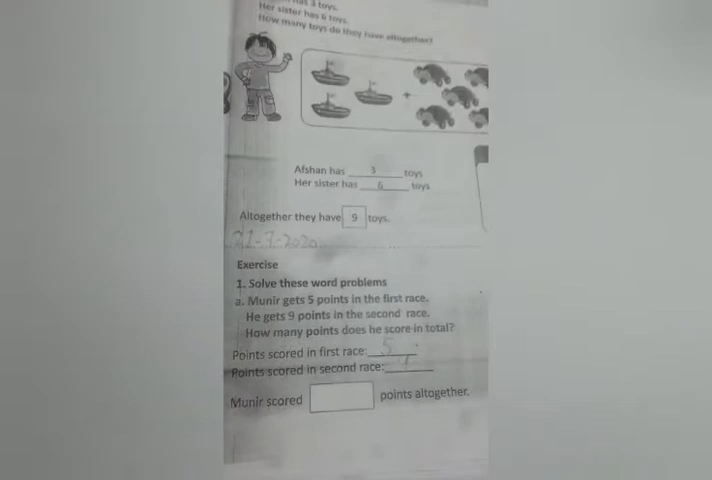 has 3 toys.
Her sister has 6 toys.
How many toys do they have altogether?
+
Afshan has 3 toys
Her sister has 6 toys
Altogether they have 9 toys.
21-7-2020
Exercise
1. Solve these word problems
a. Munir gets 5 points in the first race.
He gets 9 points in the second race.
How many points does he score in total?
Points scored in first race: 5
Points scored in second race: 9
Munir scored points altogether.